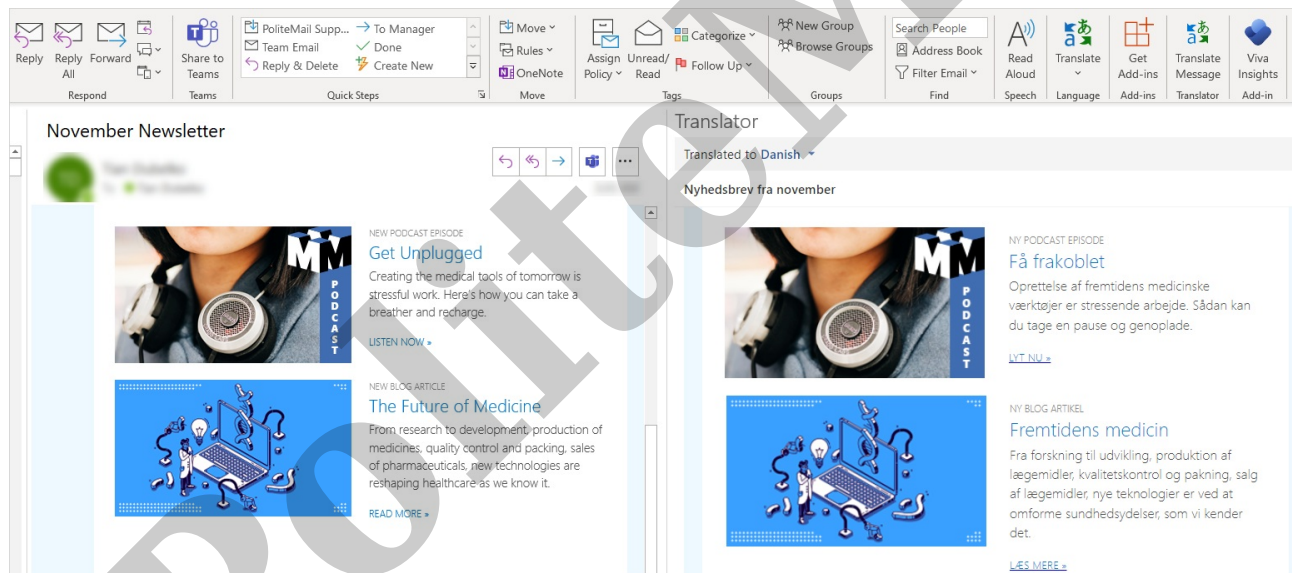 Reply
Reply All
Forward
Respond
Share to Teams
Teams
PoliteMail Supp...
To Manager
Team Email
Done
Reply & Delete
Create New
Quick Steps
Move
Rules
OneNote
Move
Assign Policy
Unread/ Read
Categorize
Follow Up
Tags
New Group
Browse Groups
Groups
Search People
Address Book
Filter Email
Find
Read Aloud
Speech
Translate
Language
Get Add-ins
Add-ins
Translate Message
Translator
Viva Insights
Add-in
November Newsletter
MM
PODCAST
NEW PODCAST EPISODE
Get Unplugged
Creating the medical tools of tomorrow is
stressful work. Here's how you can take a
breather and recharge.
LISTEN NOW »
NEW BLOG ARTICLE
The Future of Medicine
From research to development, production of
medicines, quality control and packing, sales
of pharmaceuticals, new technologies are
reshaping healthcare as we know it.
READ MORE »
Translator
Translated to Danish
Nyhedsbrev fra november
MM
PODCAST
NY PODCAST EPISODE
Få frakoblet
Oprettelse af fremtidens medicinske
værktøjer er stressende arbejde. Sådan kan
du tage en pause og genoplade.
LYT NU »
NY BLOG ARTIKEL
Fremtidens medicin
Fra forskning til udvikling, produktion af
lægemidler, kvalitetskontrol og pakning, salg
af lægemidler, nye teknologier er ved at
omforme sundhedsydelser, som vi kender
det.
LÆS MERE »
PoliteM